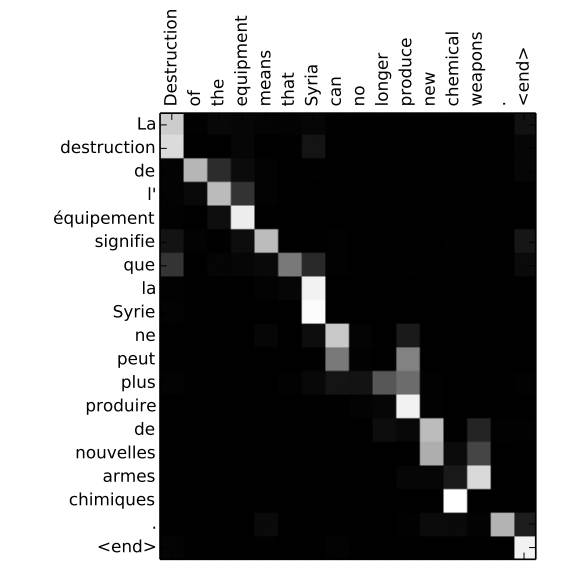 Destruction
of
the
equipment
means
that
Syria
can
no
longer
produce
new
chemical
weapons
.
<end>
La
destruction
de
l'
équipement
signifie
que
la
Syrie
ne
peut
plus
produire
de
nouvelles
armes
chimiques
.
<end>